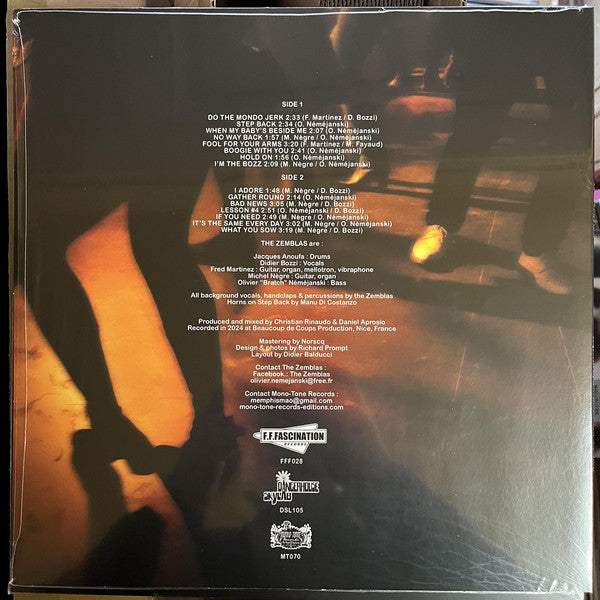 SIDE 1
DO THE MONDO JERK 2:33 (F. Martinez / D. Bozzi)
STEP BACK 2:34 (O. Néméjanski)
WHEN MY BABY'S BESIDE ME 2:07 (O. Néméjanski)
NO WAY BACK 1:57 (M. Nègre / D. Bozzi)
FOOL FOR YOUR ARMS 3:20 (F. Martinez / M. Fayaud)
BOOGIE WITH YOU 2:41 (O. Néméjanski)
HOLD ON 1:56 (O. Néméjanski)
I'M THE BOZZ 2:09 (M. Nègre / D. Bozzi)
SIDE 2
I ADORE 1:48 (M. Nègre / D. Bozzi)
GATHER ROUND 2:14 (O. Néméjanski)
BAD NEWS 3:05 (M. Nègre / D. Bozzi)
LESSON #4 2:51 (O. Néméjanski)
IF YOU NEED 2:49 (M. Nègre / D. Bozzi)
IT'S THE SAME EVERY DAY 3:02 (M. Nègre / D. Bozzi)
WHAT YOU SOW 3:19 (M. Nègre / D. Bozzi)
THE ZEMBLAS are :
Jacques Anoufa : Drums
Didier Bozzi : Vocals
Fred Martinez : Guitar, organ, mellotron, vibraphone
Michel Nègre : Guitar, organ
Olivier "Bratch" Néméjanski : Bass
All background vocals, handclaps & percussions by the Zemblas
Horns on Step Back by Manu Di Costanzo
Produced and mixed by Christian Rinaudo & Daniel Aprosio
Recorded in 2024 at Beaucoup de Coups Production, Nice, France
Mastering by Norscq
Design & photos by Richard Prompt
Layout by Didier Balducci
Contact The Zemblas :
Facebook.: The Zemblas
olivier.nemejanski@free.fr
Contact Mono-Tone Records :
memphismao@gmail.com
mono-tone-records-editions.com
F.F.FASCINATION
RECORDS
FFF028
DANGERHOUSE
SKYLAB
DSL105
MT070